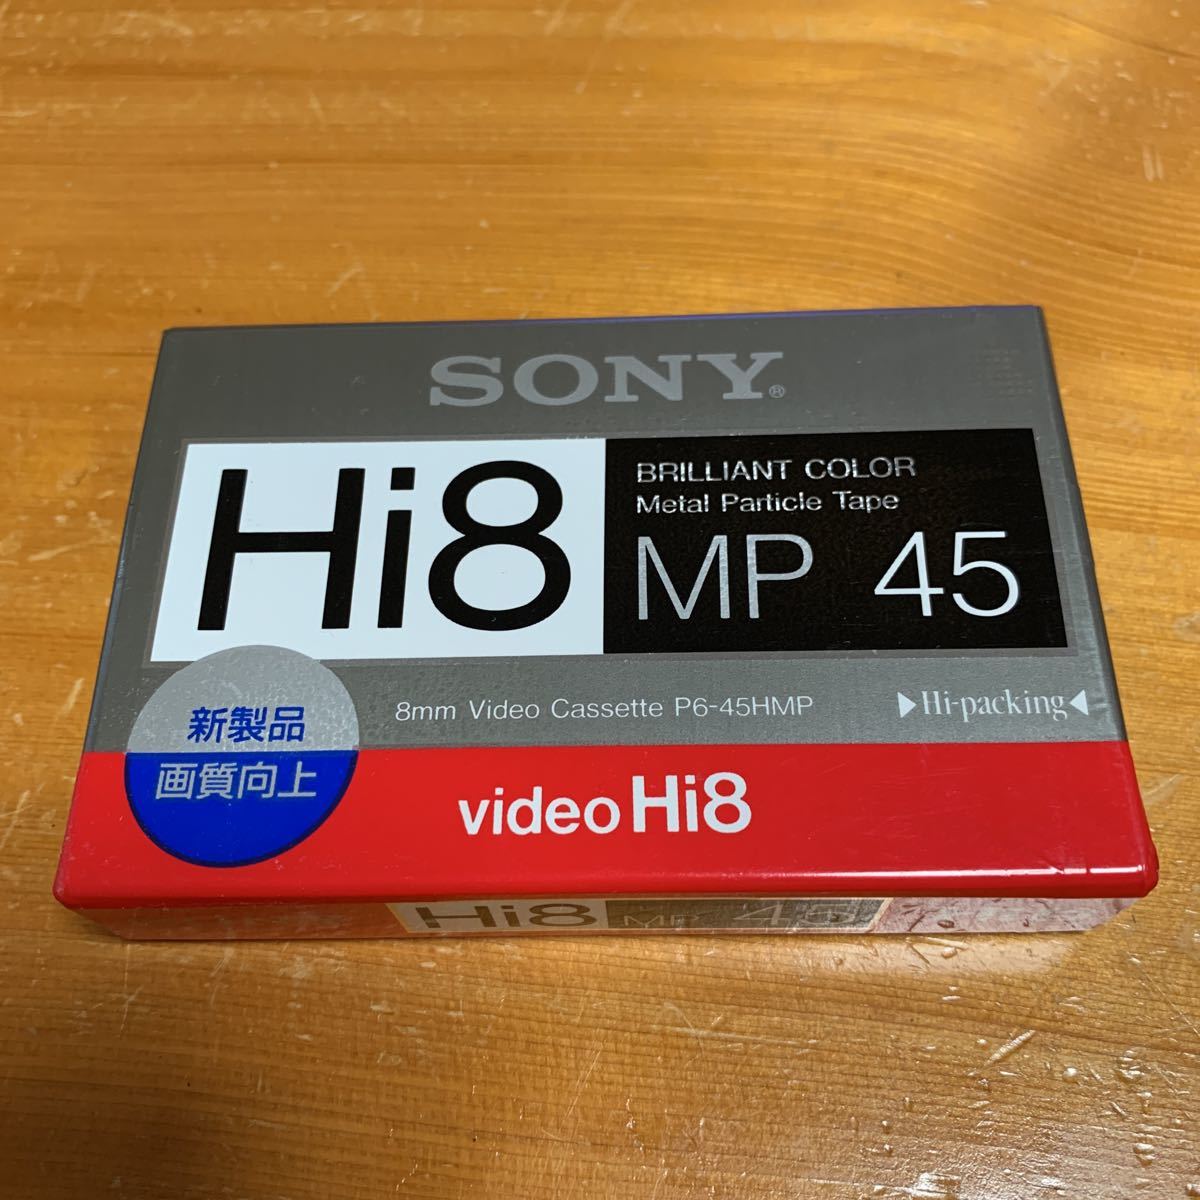 SONY®
Hi8
BRILLIANT COLOR
Metal Particle Tape
MP 45
8mm Video Cassette P6-45HMP
▶Hi-packing◀
新製品
画質向上
video Hi8
Hi8 MP 45